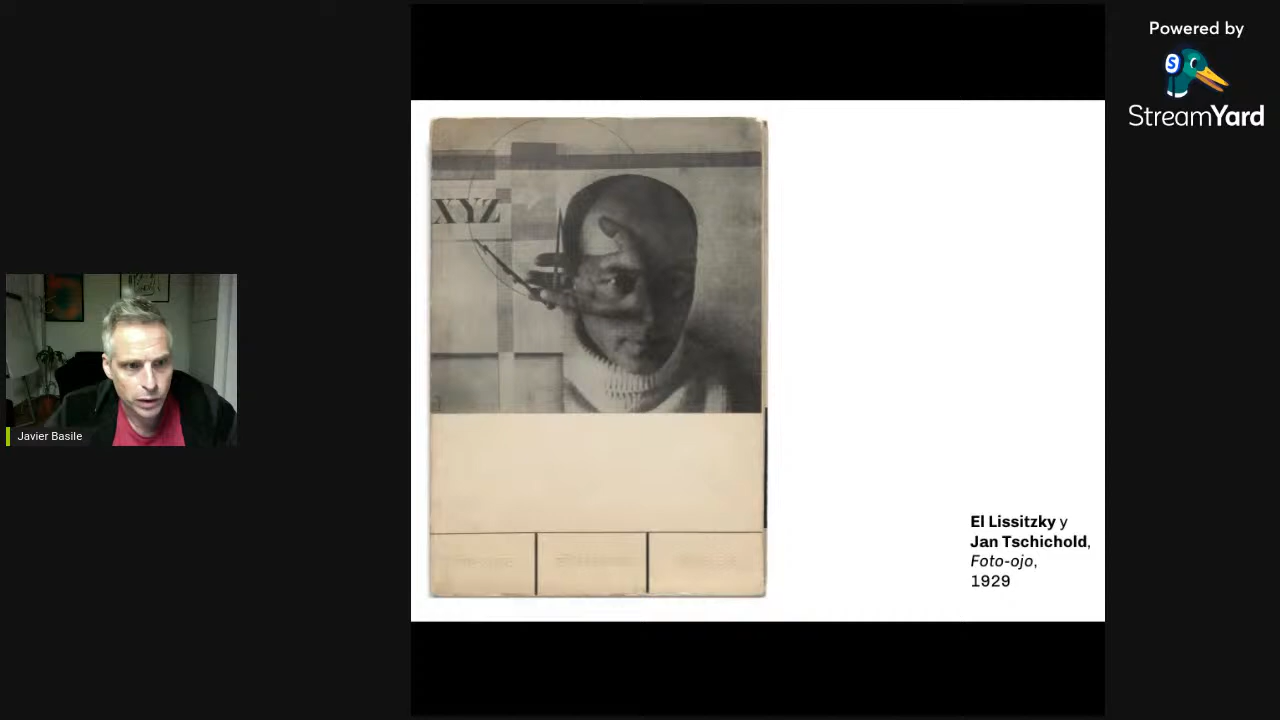 Powered by
StreamYard
XYZ
Javier Basile
El Lissitzky y
Jan Tschichold,
Foto-ojo,
1929